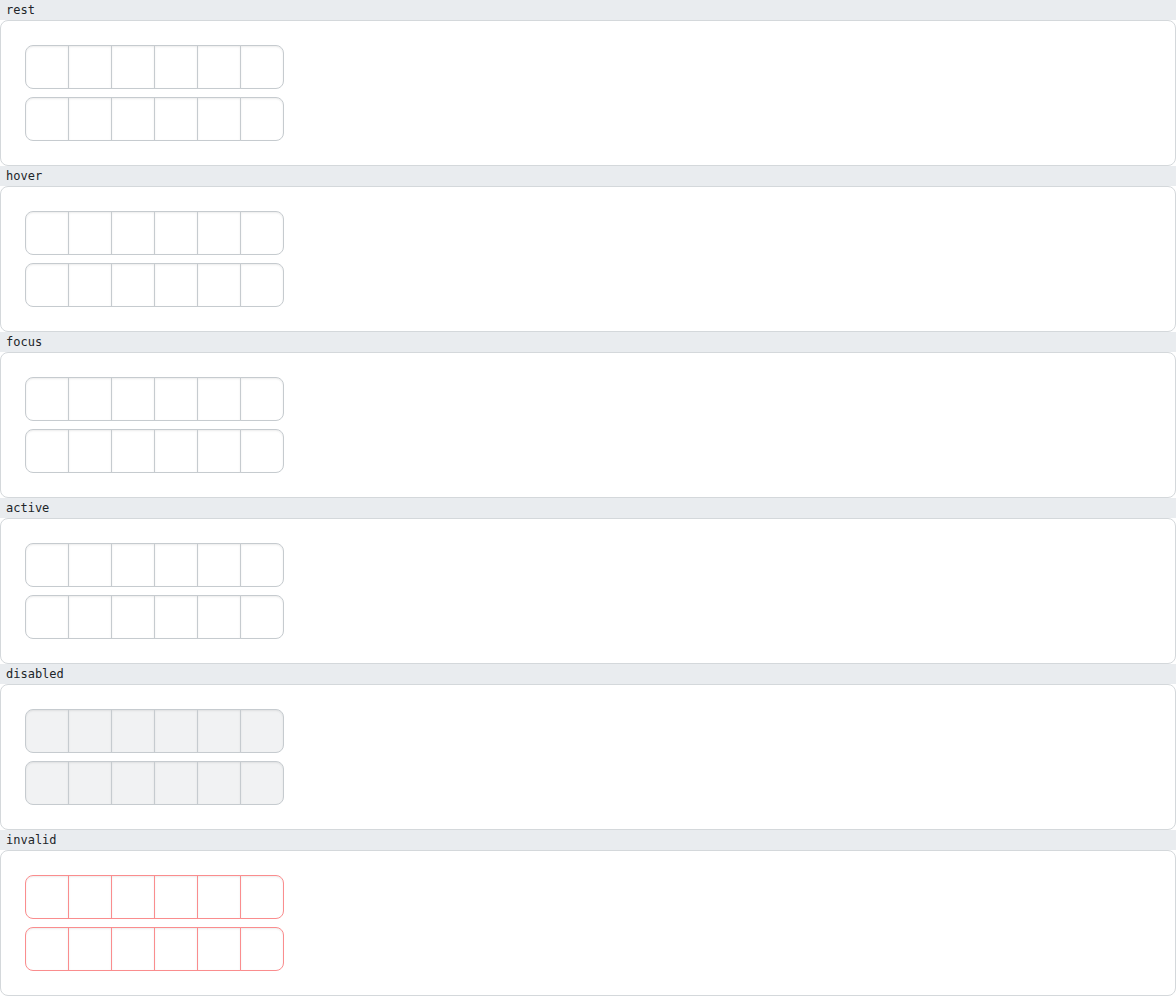 rest
hover
focus
active
disabled
invalid